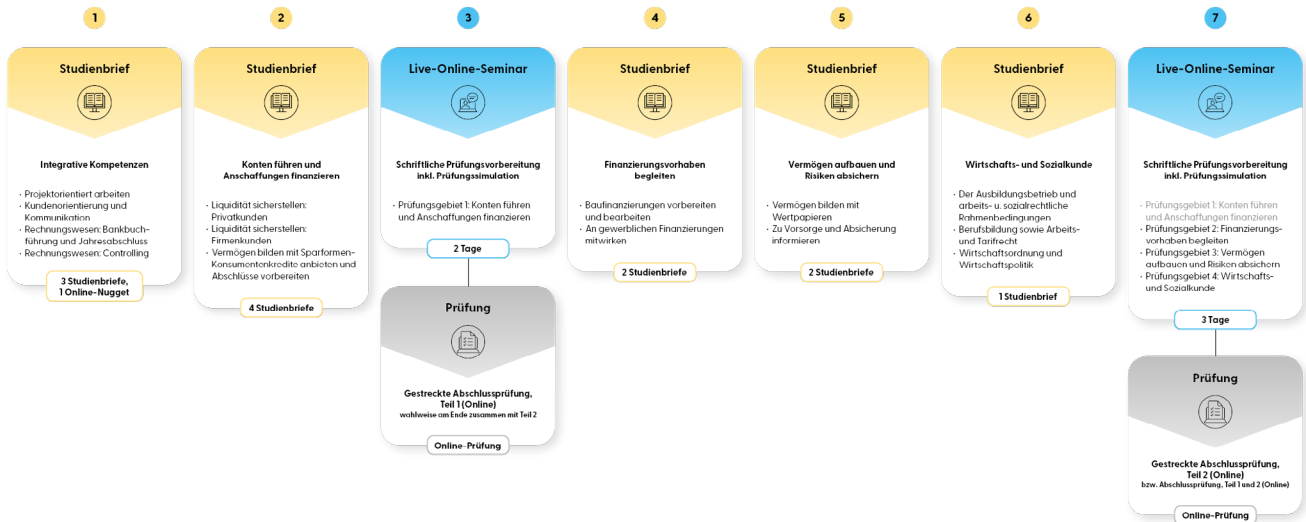 1
Studienbrief
Integrative Kompetenzen
· Projektorientiert arbeiten
· Kundenorientierung und
Kommunikation
· Rechnungswesen: Bankbuch-
führung und Jahresabschluss
· Rechnungswesen: Controlling
3 Studienbriefe,
1 Online-Nugget
2
Studienbrief
Konten führen und
Anschaffungen finanzieren
· Liquidität sicherstellen:
Privatkunden
· Liquidität sicherstellen:
Firmenkunden
· Vermögen bilden mit Sparformen-
Konsumentenkredite anbieten und
Abschlüsse vorbereiten
4 Studienbriefe
3
Live-Online-Seminar
Schriftliche Prüfungsvorbereitung
inkl. Prüfungssimulation
· Prüfungsgebiet 1: Konten führen
und Anschaffungen finanzieren
2 Tage
Prüfung
Gestreckte Abschlussprüfung,
Teil 1 (Online)
wahlweise am Ende zusammen mit Teil 2
Online-Prüfung
4
Studienbrief
Finanzierungsvorhaben
begleiten
· Baufinanzierungen vorbereiten
und bearbeiten
· An gewerblichen Finanzierungen
mitwirken
2 Studienbriefe
5
Studienbrief
Vermögen aufbauen und
Risiken absichern
· Vermögen bilden mit
Wertpapieren
· Zu Vorsorge und Absicherung
informieren
2 Studienbriefe
6
Studienbrief
Wirtschafts- und Sozialkunde
· Der Ausbildungsbetrieb und
arbeits- u. sozialrechtliche
Rahmenbedingungen
· Berufsbildung sowie Arbeits-
und Tarifrecht
· Wirtschaftsordnung und
Wirtschaftspolitik
1 Studienbrief
7
Live-Online-Seminar
Schriftliche Prüfungsvorbereitung
inkl. Prüfungssimulation
· Prüfungsgebiet 1: Konten führen
und Anschaffungen finanzieren
· Prüfungsgebiet 2: Finanzierungs-
vorhaben begleiten
· Prüfungsgebiet 3: Vermögen
aufbauen und Risiken absichern
· Prüfungsgebiet 4: Wirtschafts-
und Sozialkunde
3 Tage
Prüfung
Gestreckte Abschlussprüfung,
Teil 2 (Online)
bzw. Abschlussprüfung, Teil 1 und 2 (Online)
Online-Prüfung